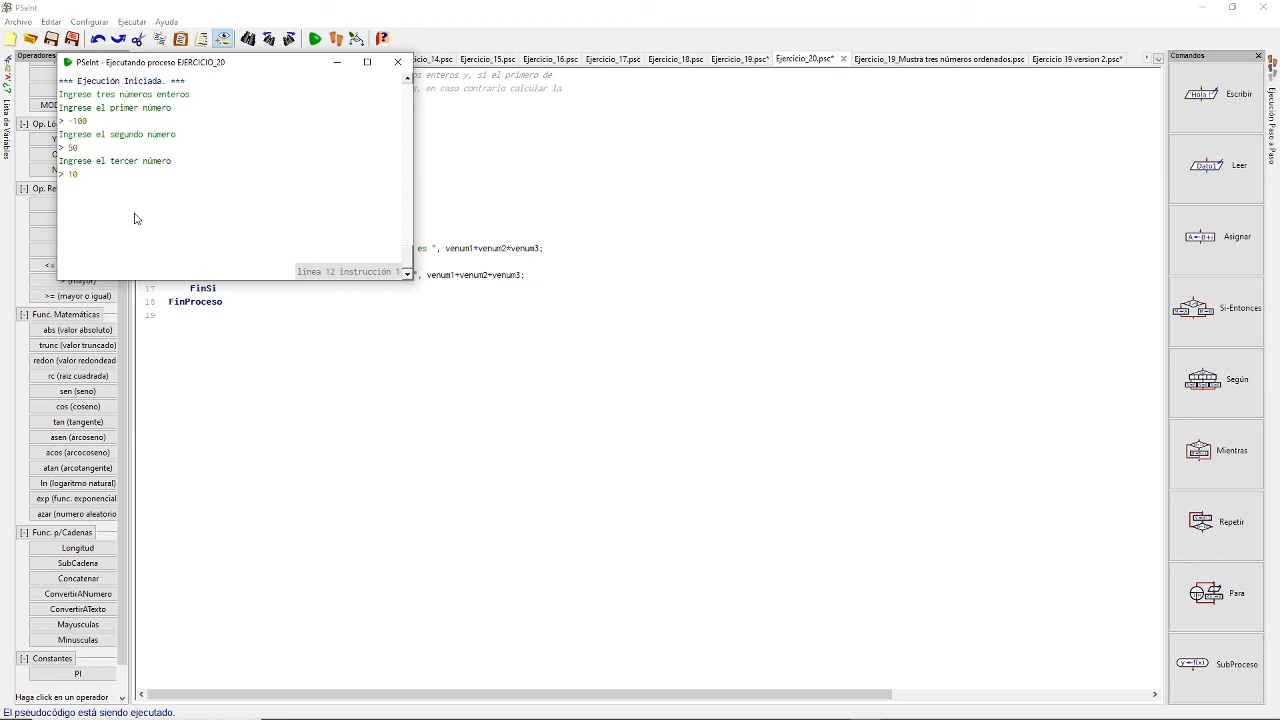 PSeInt
Archivo Editar Configurar Ejecutar Ayuda
Operadores
PSeInt - Ejecutando proceso EJERCICIO_20
_14.psc Ejercicio_15.psc Ejercicio_16.psc Ejercicio_17.psc Ejercicio_18.psc Ejercicio_19.psc* Ejercicio_20.psc* Ejercicio_19_Mustra tres números ordenados.psc Ejercicio 19 version 2.psc*
Comandos
*** Ejecución Iniciada. ***
Ingrese tres números enteros
Ingrese el primer número
> -100
Ingrese el segundo número
> 50
Ingrese el tercer número
> 10
línea 12 instrucción 1
os enteros y, si el primero de
s, en caso contrario calcular la
es ", venum1*venum2*venum3;
", venum1+venum2+venum3;
17 FinSi
18 FinProceso
19
Lista de Variables
MOD
[-] Op. Ló
Y
O
[-] Op. Re
<=
> (mayor)
>= (mayor o igual)
[-] Func. Matemáticas
abs (valor absoluto)
trunc (valor truncado)
redon (valor redondead
rc (raiz cuadrada)
sen (seno)
cos (coseno)
tan (tangente)
asen (arcoseno)
acos (arcocoseno)
atan (arcotangente)
ln (logaritmo natural)
exp (func. exponencial
azar (numero aleatorio
[-] Func. p/Cadenas
Longitud
SubCadena
Concatenar
ConvertirANumero
ConvertirATexto
Mayusculas
Minusculas
[-] Constantes
PI
Haga click en un operador
El pseudocódigo está siendo ejecutado.
'Hola !' Escribir
Dato1 Leer
A←B+1 Asignar
Si-Entonces
Según
Mientras
Repetir
Para
y←f(x) SubProceso
Ejecución Paso a Paso